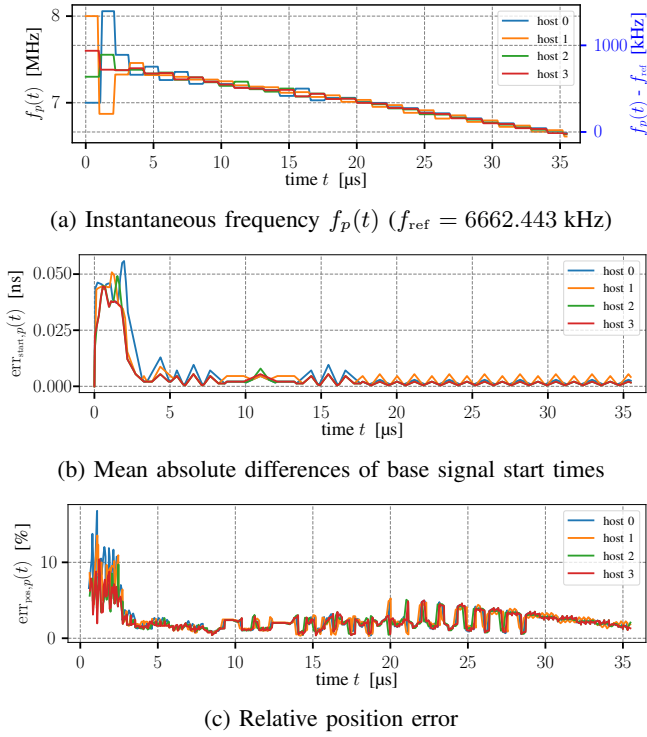 8
7
f_p(t) [MHz]
1000
0
f_p(t) - f_ref [kHz]
host 0
host 1
host 2
host 3
0 5 10 15 20 25 30 35
time t [µs]
(a) Instantaneous frequency f_p(t) (f_ref = 6662.443 kHz)
0.050
0.025
0.000
err_start,p(t) [ns]
host 0
host 1
host 2
host 3
0 5 10 15 20 25 30 35
time t [µs]
(b) Mean absolute differences of base signal start times
10
0
err_pos,p(t) [%]
host 0
host 1
host 2
host 3
0 5 10 15 20 25 30 35
time t [µs]
(c) Relative position error